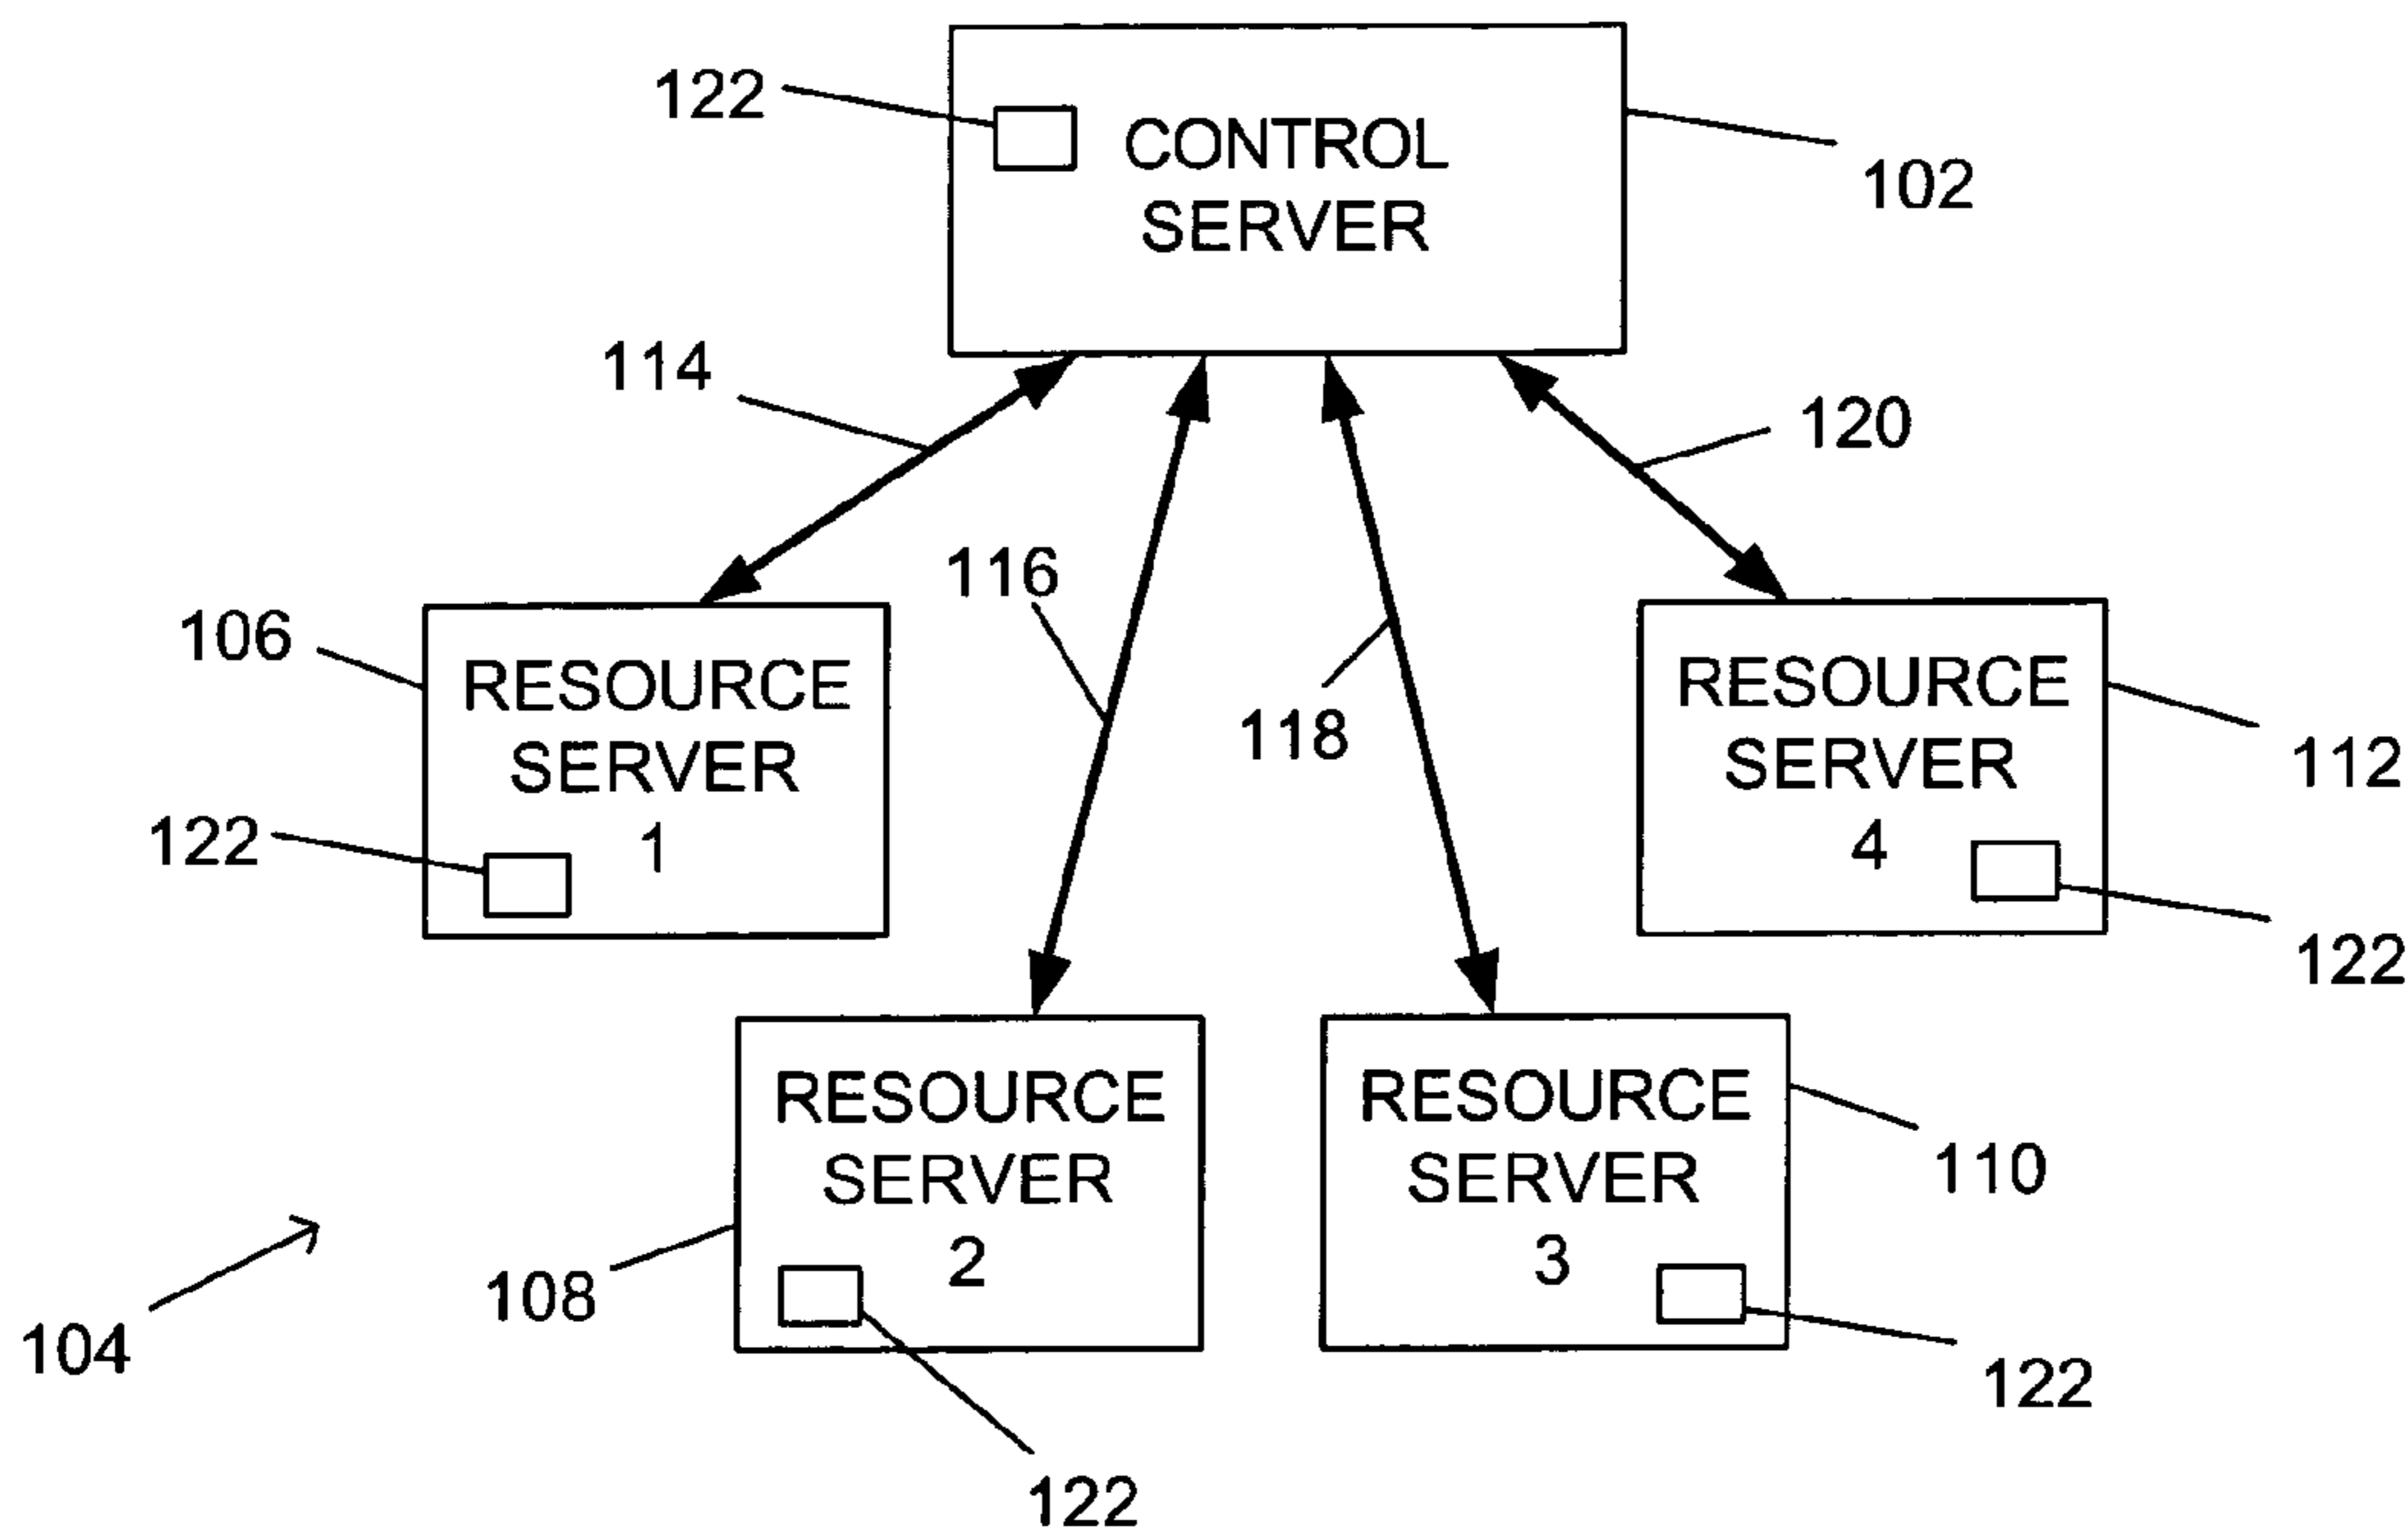 122
CONTROL
SERVER
102
114
120
116
118
106
RESOURCE
SERVER
1
122
RESOURCE
SERVER
4
112
122
RESOURCE
SERVER
2
108
122
RESOURCE
SERVER
3
110
122
104